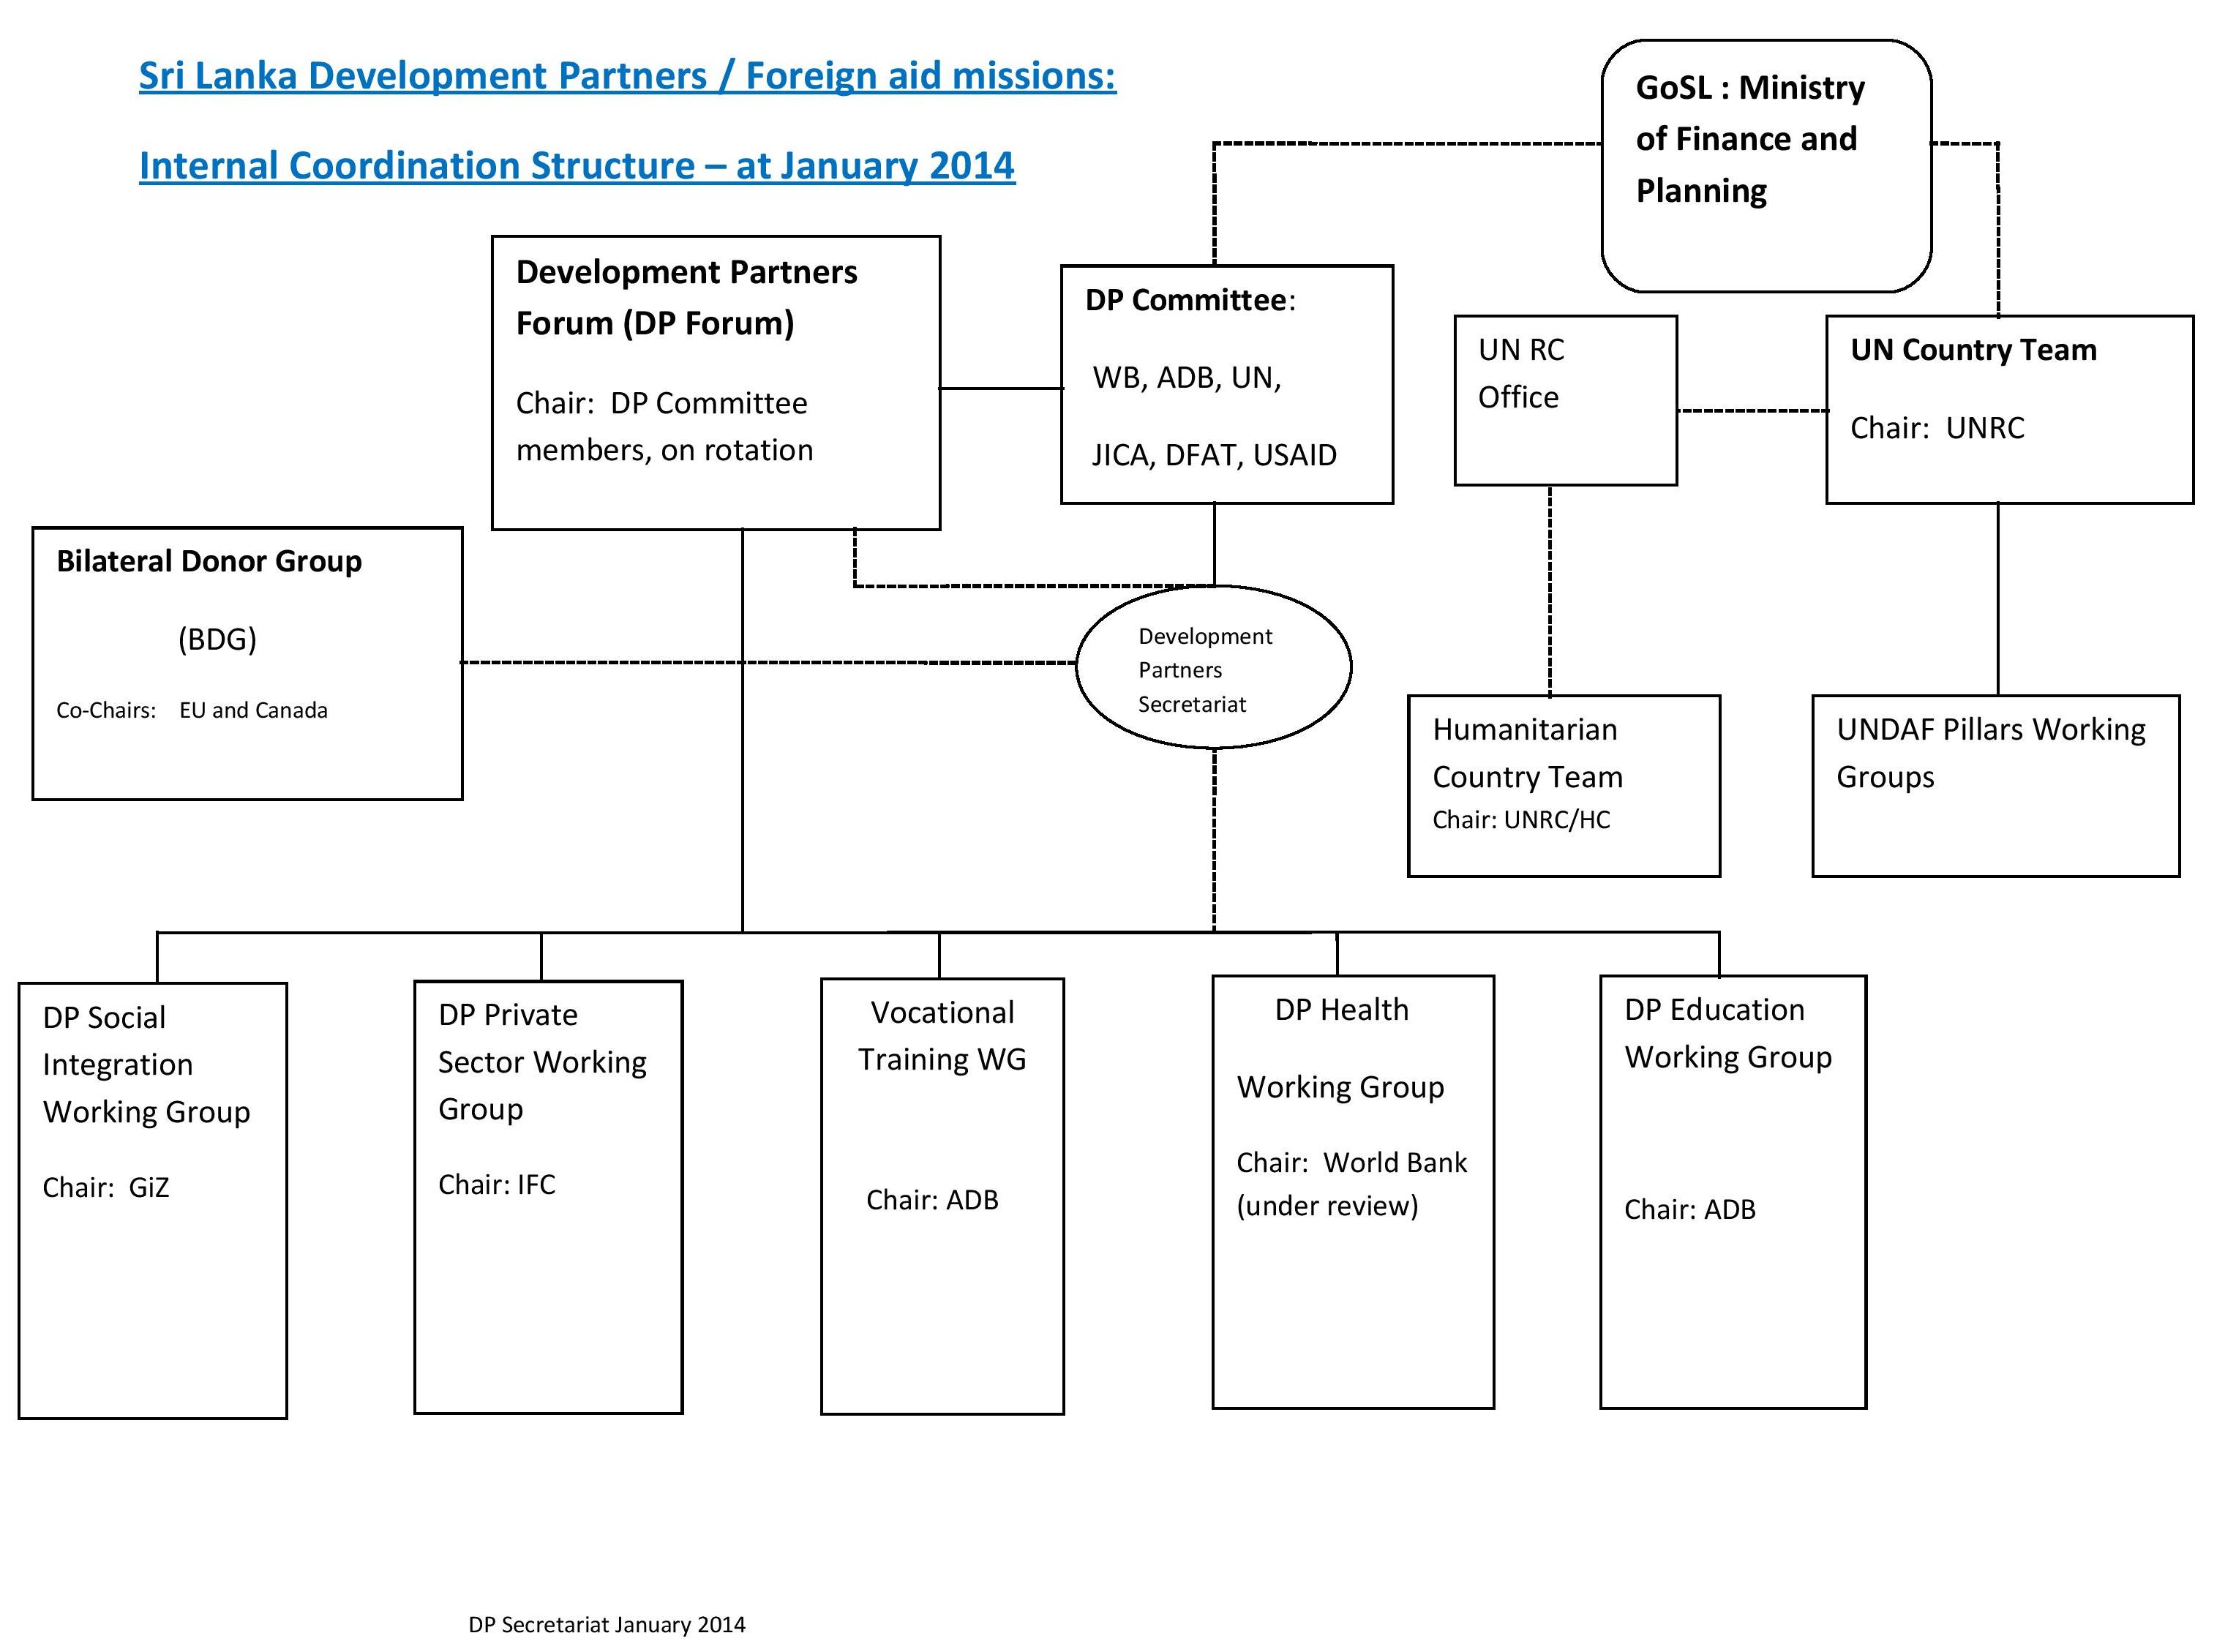 Sri Lanka Development Partners / Foreign aid missions:
Internal Coordination Structure – at January 2014
GoSL : Ministry
of Finance and
Planning
Development Partners
Forum (DP Forum)
Chair:  DP Committee
members, on rotation
DP Committee:
WB, ADB, UN,
JICA, DFAT, USAID
UN RC
Office
UN Country Team
Chair:  UNRC
Bilateral Donor Group
(BDG)
Co-Chairs:   EU and Canada
Development
Partners
Secretariat
Humanitarian
Country Team
Chair: UNRC/HC
UNDAF Pillars Working
Groups
DP Social
Integration
Working Group
Chair:  GiZ
DP Private
Sector Working
Group
Chair: IFC
Vocational
Training WG
Chair: ADB
DP Health
Working Group
Chair:  World Bank
(under review)
DP Education
Working Group
Chair: ADB
DP Secretariat January 2014